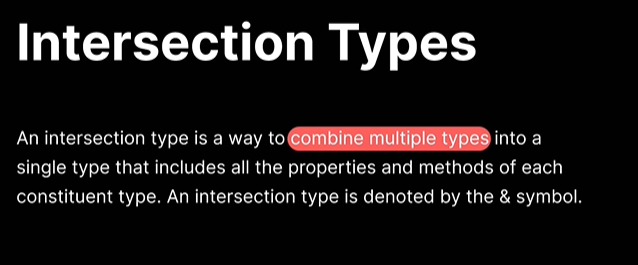 Intersection Types
An intersection type is a way to combine multiple types into a
single type that includes all the properties and methods of each
constituent type. An intersection type is denoted by the & symbol.